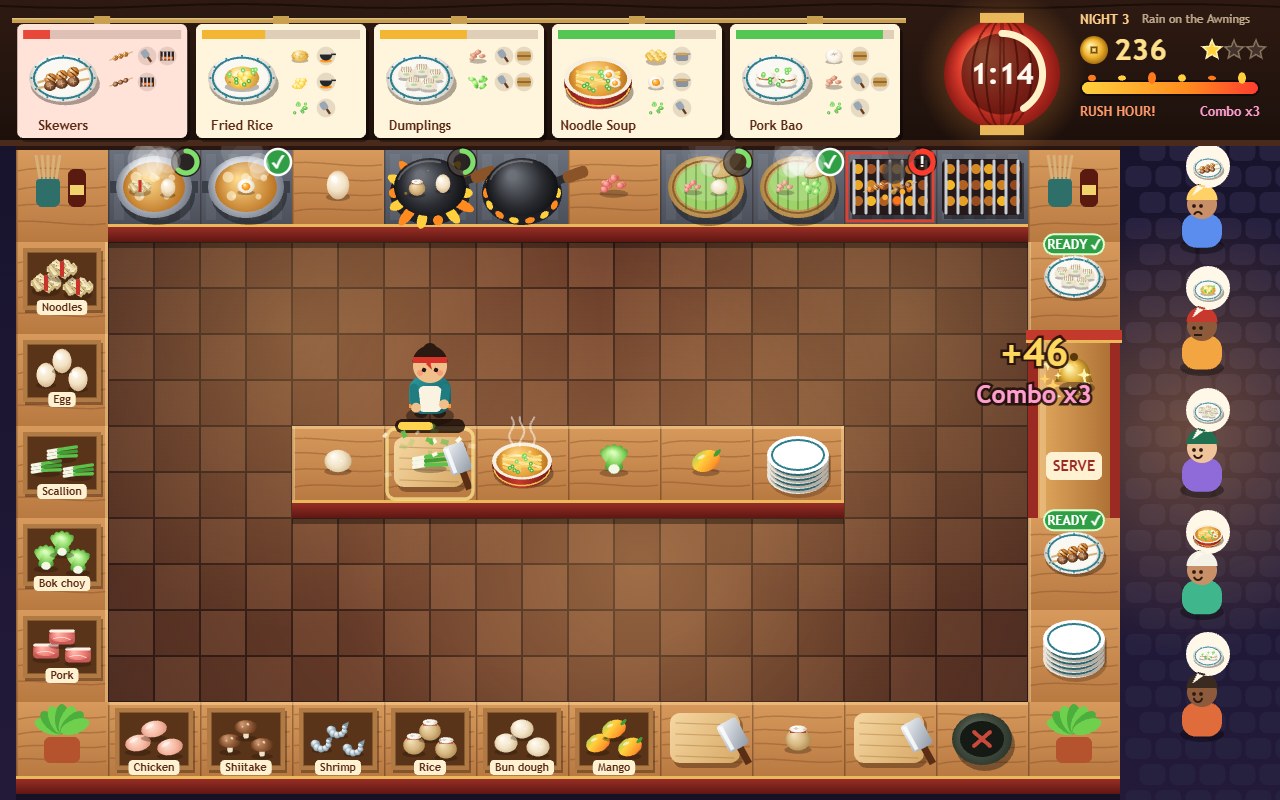 Skewers
Fried Rice
Dumplings
Noodle Soup
Pork Bao
1:14
NIGHT 3 Rain on the Awnings
236
RUSH HOUR! Combo x3
!
READY ✓
Noodles
+46
Combo x3
Egg
SERVE
Scallion
READY ✓
Bok choy
Pork
Chicken
Shiitake
Shrimp
Rice
Bun dough
Mango